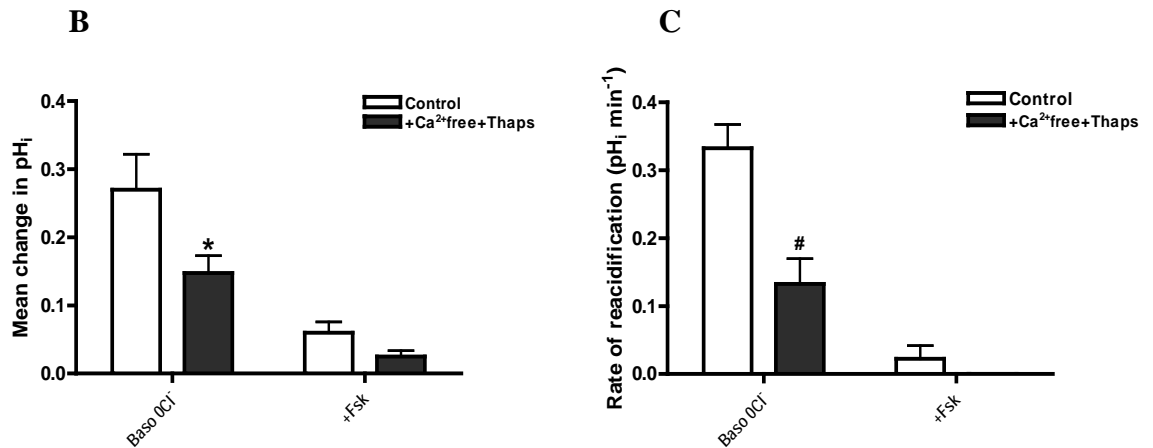 B
Control
+Ca²⁺free+Thaps
Mean change in pHᵢ
0.4
0.3
0.2
0.1
0.0
*
Baso 0Cl⁻
+Fsk
C
Control
+Ca²⁺free+Thaps
Rate of reacidification (pHᵢ min⁻¹)
0.4
0.3
0.2
0.1
0.0
#
Baso 0Cl⁻
+Fsk